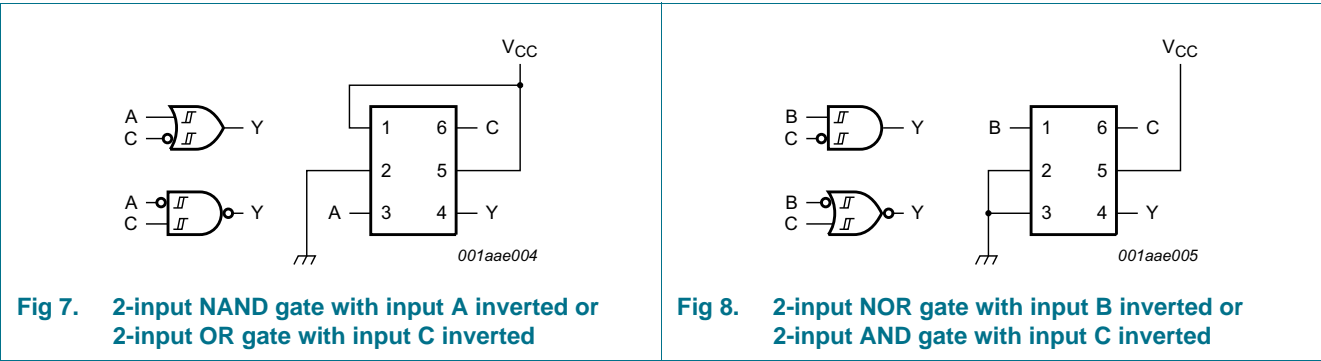 VCC
A
C
Y
1 6 C
2 5
A 3 4 Y
A
C
Y
001aae004
Fig 7. 2-input NAND gate with input A inverted or
2-input OR gate with input C inverted
VCC
B
C
Y
B 1 6 C
2 5
3 4 Y
B
C
Y
001aae005
Fig 8. 2-input NOR gate with input B inverted or
2-input AND gate with input C inverted